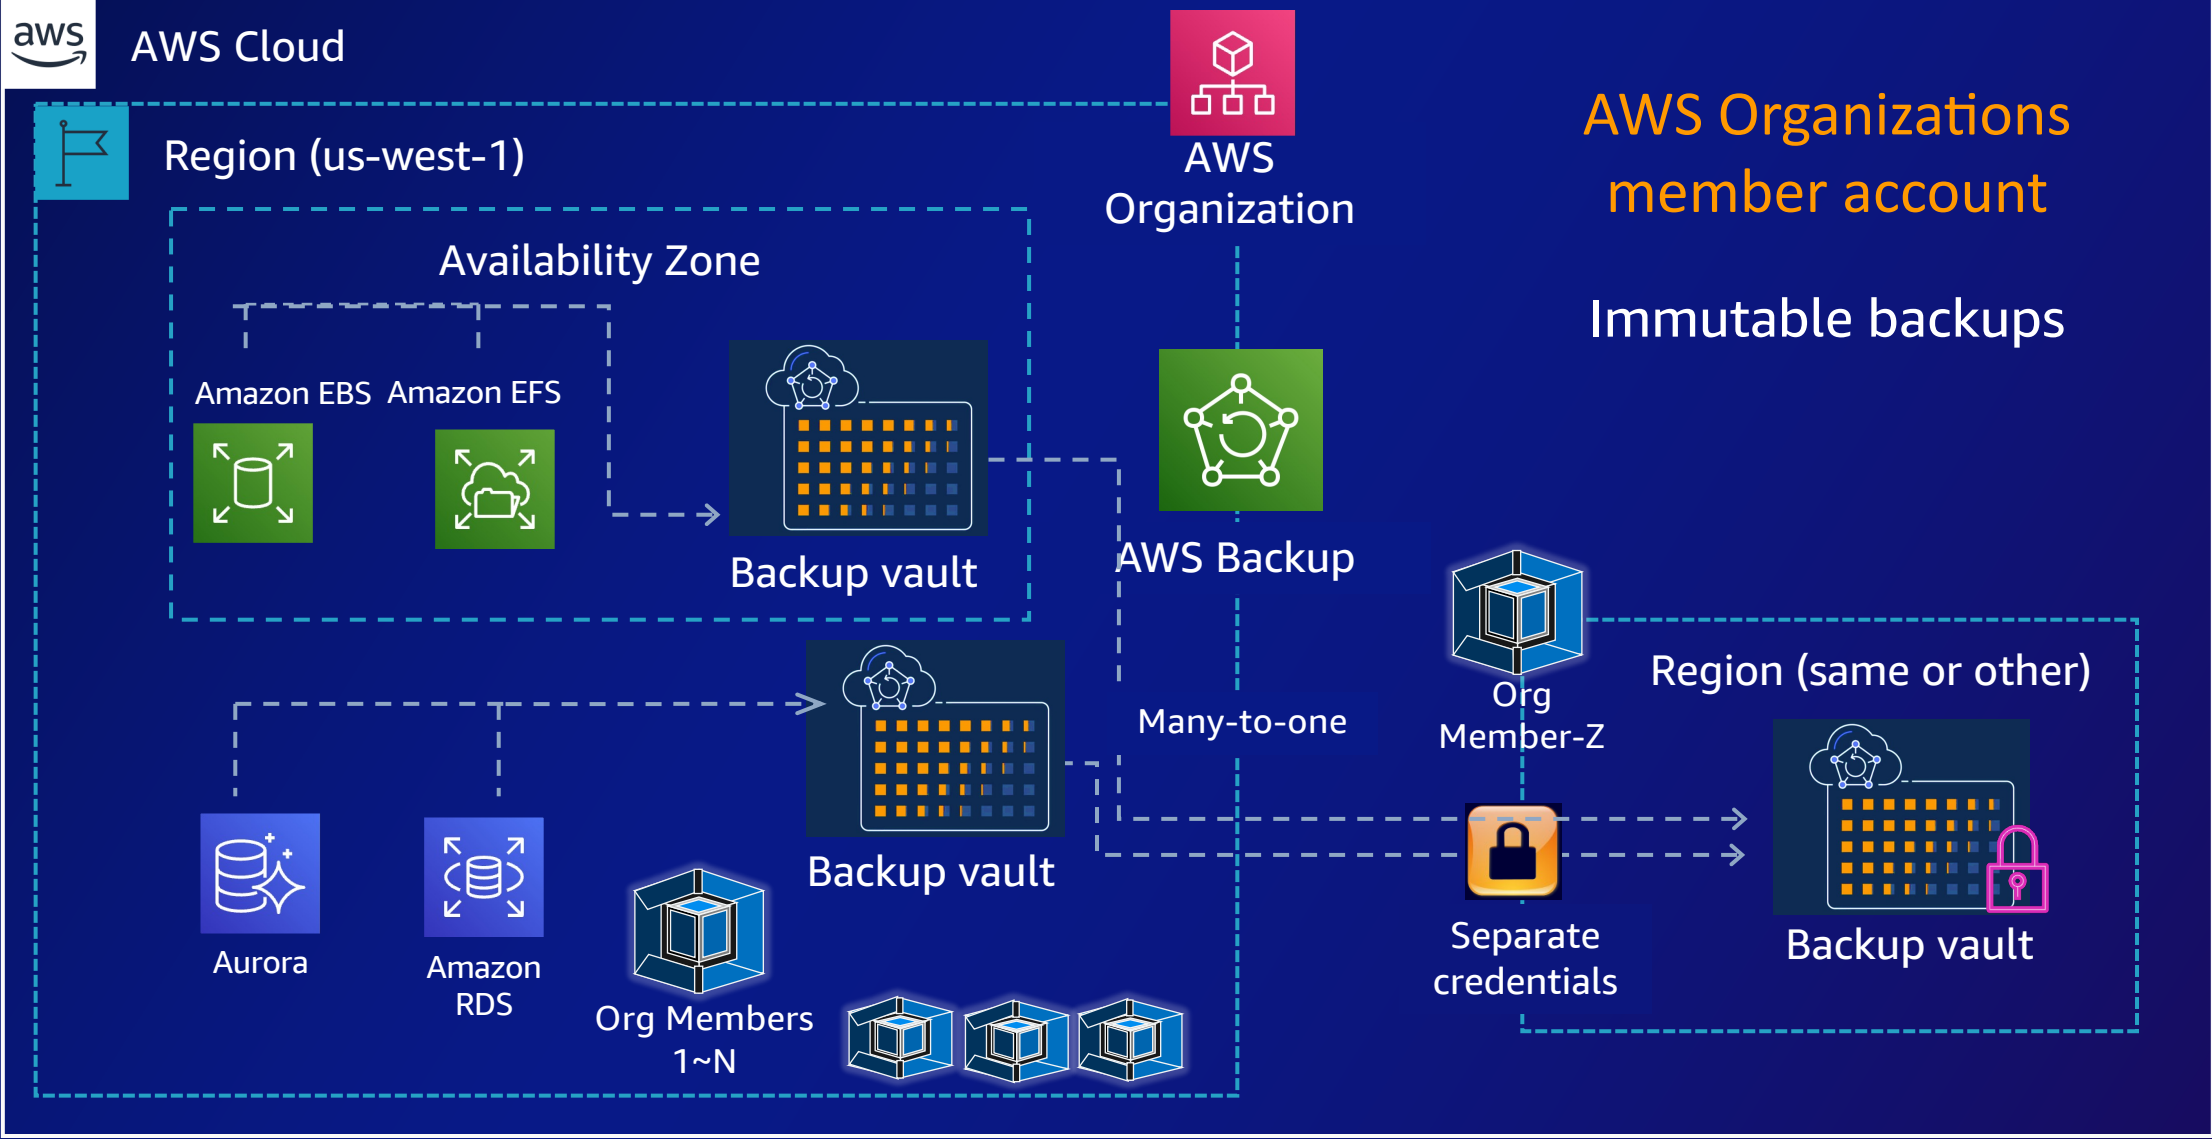 aws
AWS Cloud
AWS
Organization
AWS Organizations
member account
Immutable backups
Region (us-west-1)
Availability Zone
Amazon EBS
Amazon EFS
Backup vault
AWS Backup
Many-to-one
Org
Member-Z
Region (same or other)
Backup vault
Aurora
Amazon
RDS
Org Members
1~N
Separate
credentials
Backup vault